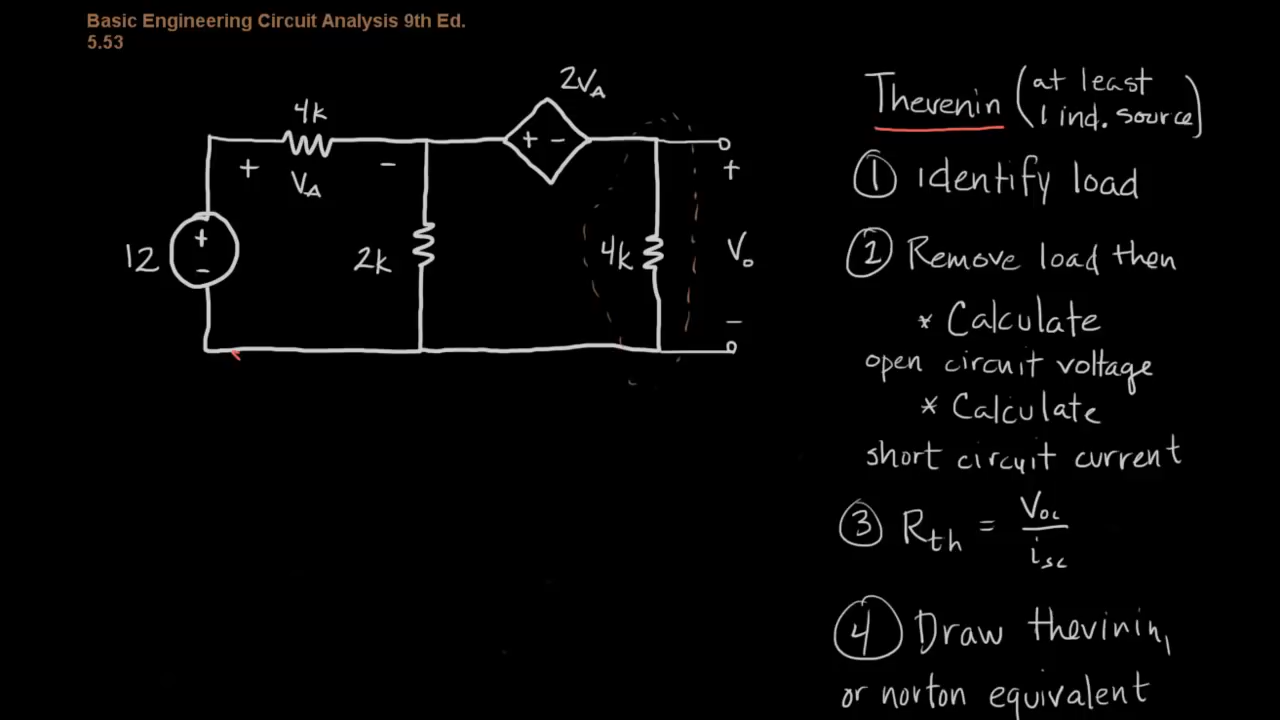 Basic Engineering Circuit Analysis 9th Ed.
5.53
2VA
4k
+ -
+ VA -
12
+
-
2k
4k
+
Vo
-
Thevenin (at least
1 ind. source)
① identify load
② Remove load then
* Calculate
open circuit voltage
* Calculate
short circuit current
③ Rth = Voc
isc
④ Draw thevinin,
or norton equivalent